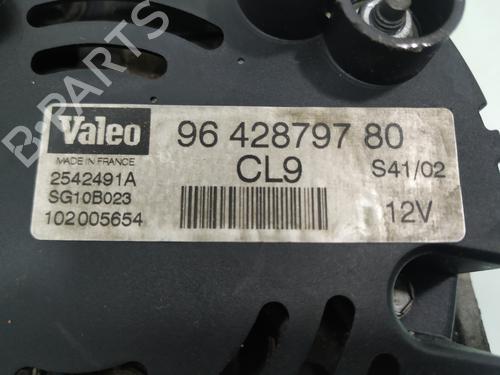 B-PARTS
Valeo
96 428797 80
MADE IN FRANCE
CL9
S41/02
2542491A
SG10B023
12V
102005654